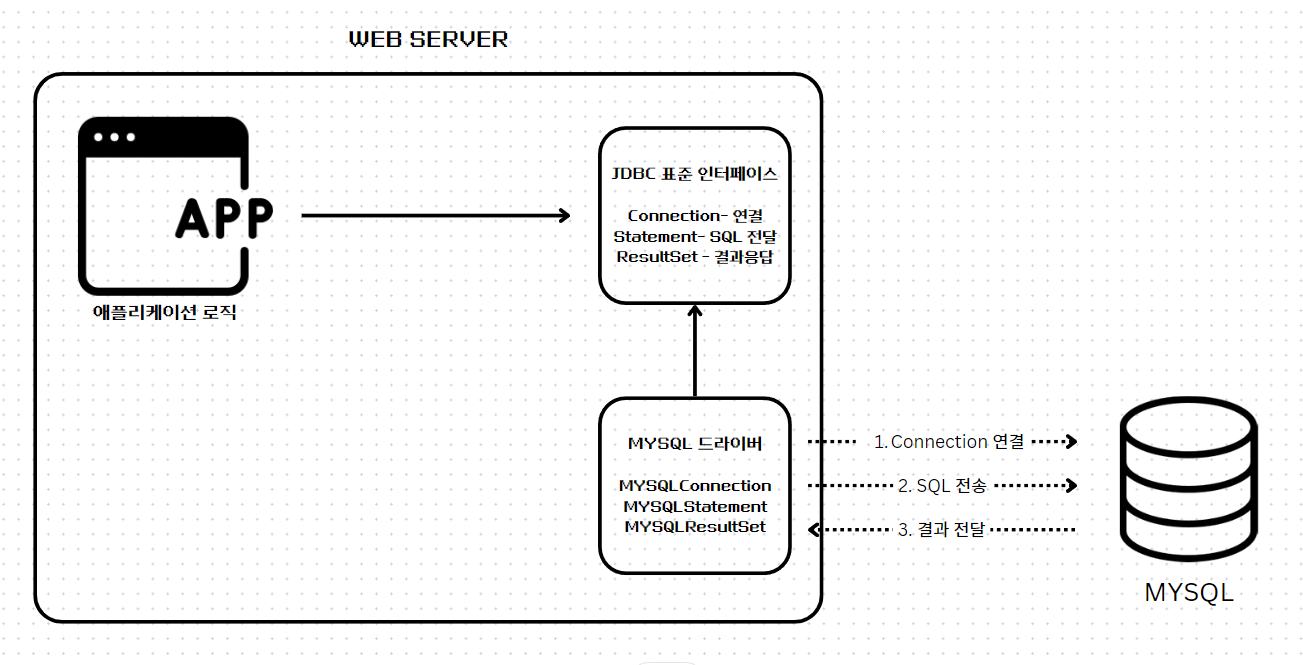 WEB SERVER
APP
애플리케이션 로직
JDBC 표준 인터페이스
Connection- 연결
Statement- SQL 전달
ResultSet - 결과응답
MYSQL 드라이버
MYSQLConnection
MYSQLStatement
MYSQLResultSet
1. Connection 연결
2. SQL 전송
3. 결과 전달
MYSQL